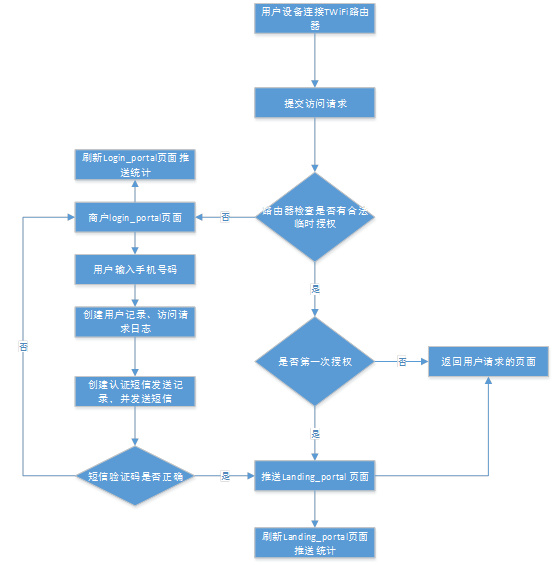 用户设备连接TWiFi路由
器
提交访问请求
刷新Login_portal页面推
送统计
路由器检查是否有合法
临时授权
否
商户login_portal页面
用户输入手机号码
是
创建用户记录、访问请
求日志
否
是否第一次授权
否
返回用户请求的页面
创建认证短信发送记
录，并发送短信
是
短信验证码是否正确
是
推送Landing_portal 页面
刷新Landing_portal页面
推送统计